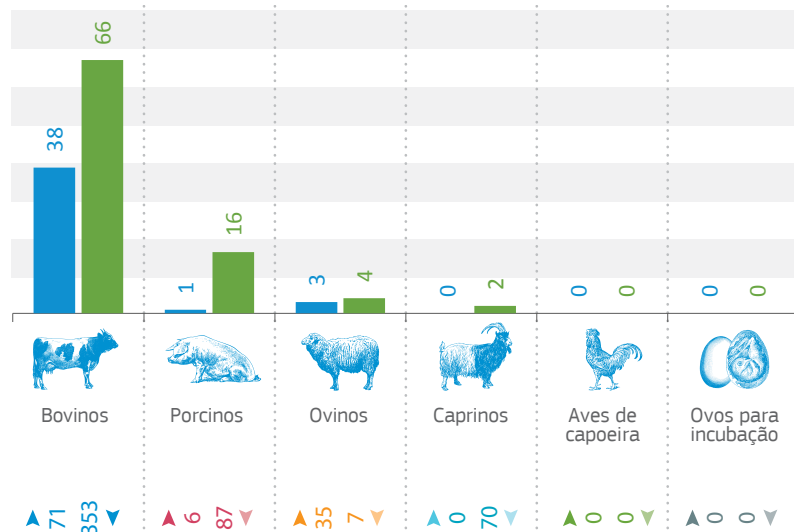 38 66
1 16
3 4
0 2
0 0
0 0
Bovinos
Porcinos
Ovinos
Caprinos
Aves de
capoeira
Ovos para
incubação
71 353
6 87
35 7
0 70
0 0
0 0